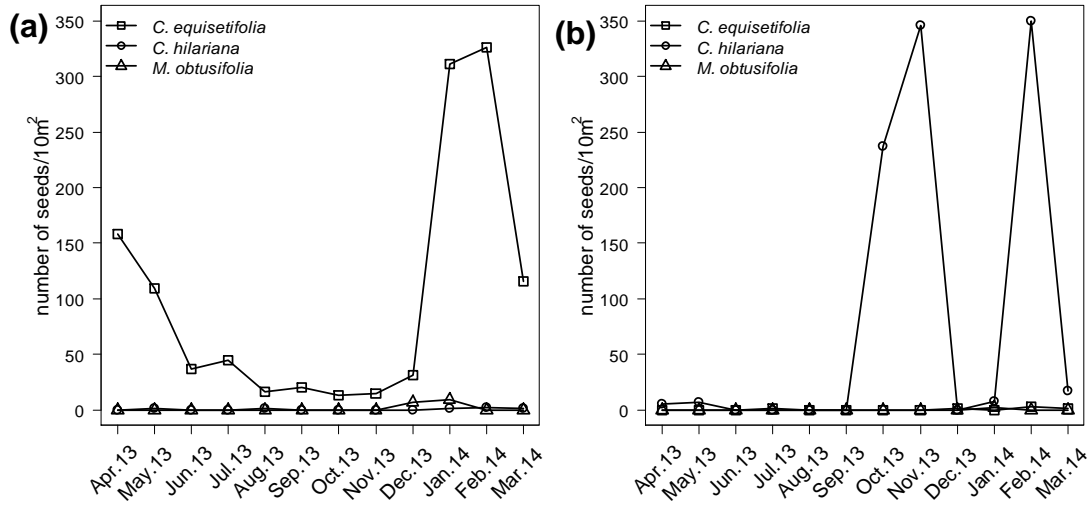 (a)
C. equisetifolia
C. hilariana
M. obtusifolia
number of seeds/10m²
350
300
250
200
150
100
50
0
Apr.13 May.13 Jun.13 Jul.13 Aug.13 Sep.13 Oct.13 Nov.13 Dec.13 Jan.14 Feb.14 Mar.14
(b)
C. equisetifolia
C. hilariana
M. obtusifolia
number of seeds/10m²
350
300
250
200
150
100
50
0
Apr.13 May.13 Jun.13 Jul.13 Aug.13 Sep.13 Oct.13 Nov.13 Dec.13 Jan.14 Feb.14 Mar.14